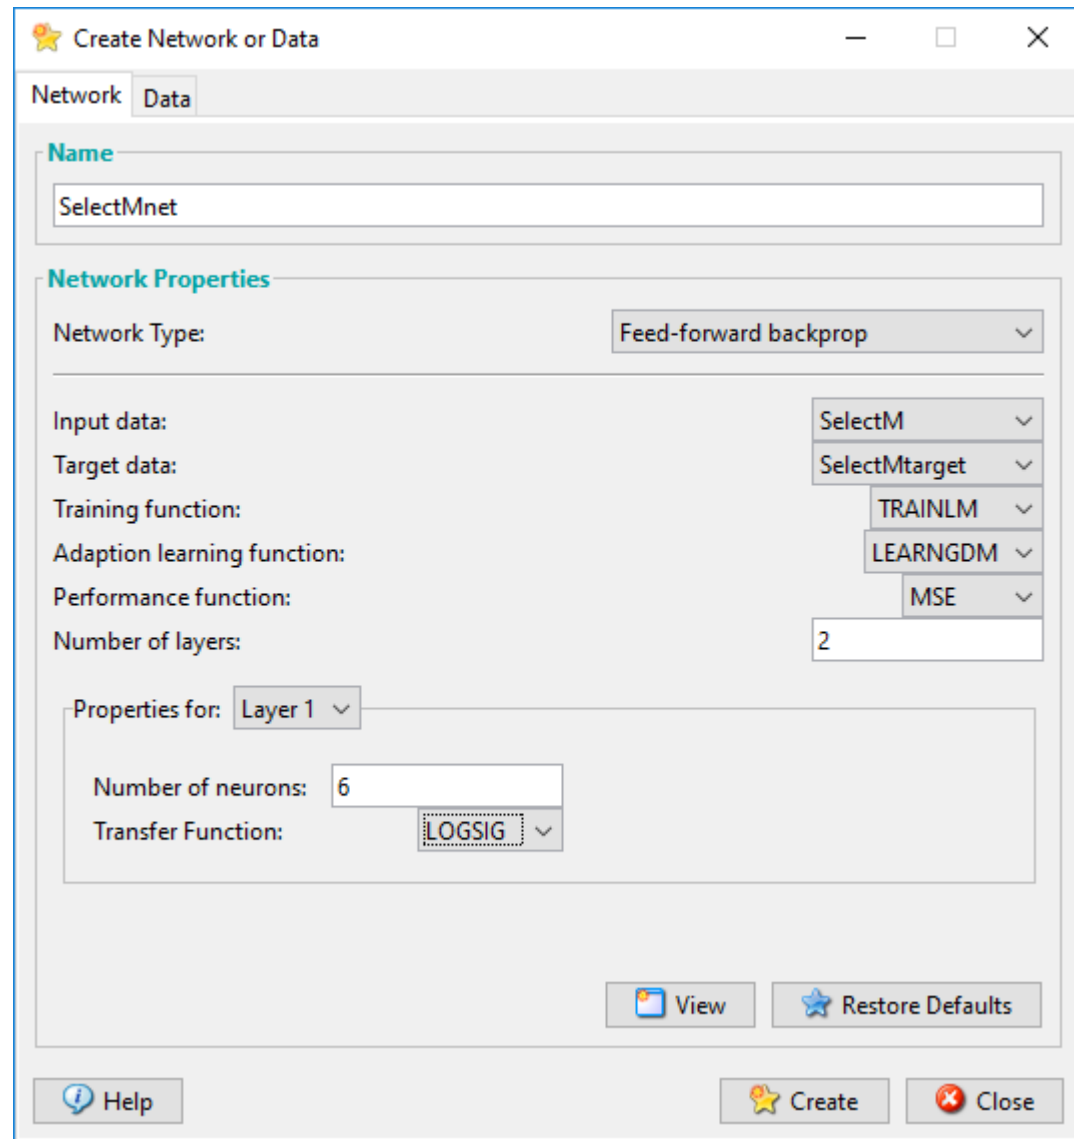 Create Network or Data
Network Data
Name
SelectMnet
Network Properties
Network Type: Feed-forward backprop
Input data: SelectM
Target data: SelectMtarget
Training function: TRAINLM
Adaption learning function: LEARNGDM
Performance function: MSE
Number of layers: 2
Properties for: Layer 1
Number of neurons: 6
Transfer Function: LOGSIG
View Restore Defaults
Help Create Close